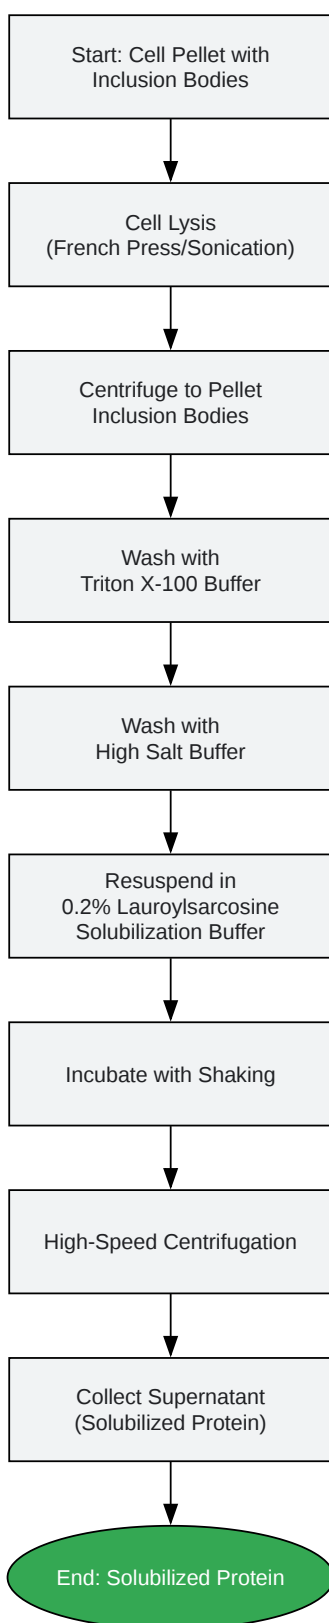 Start: Cell Pellet with
Inclusion Bodies
Cell Lysis
(French Press/Sonication)
Centrifuge to Pellet
Inclusion Bodies
Wash with
Triton X-100 Buffer
Wash with
High Salt Buffer
Resuspend in
0.2% Lauroylsarcosine
Solubilization Buffer
Incubate with Shaking
High-Speed Centrifugation
Collect Supernatant
(Solubilized Protein)
End: Solubilized Protein